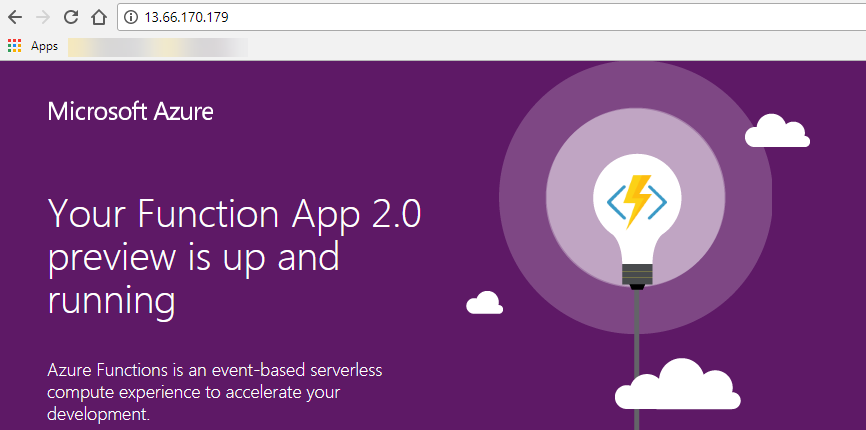 13.66.170.179
Apps
Microsoft Azure
Your Function App 2.0
preview is up and
running
Azure Functions is an event-based serverless
compute experience to accelerate your
development.